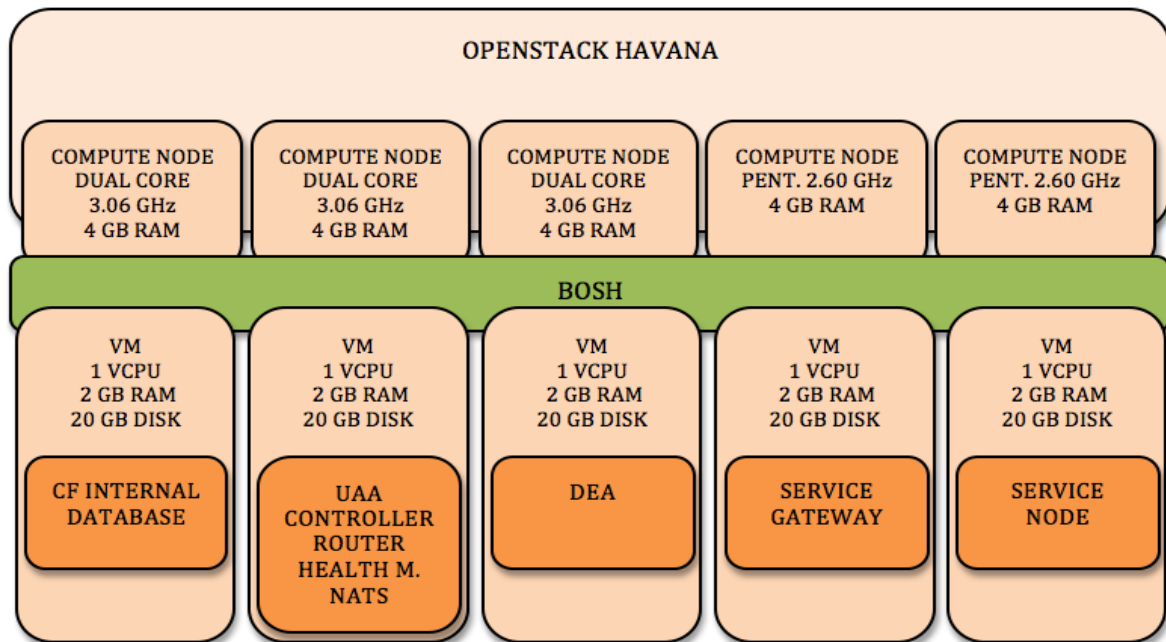 OPENSTACK HAVANA
COMPUTE NODE
DUAL CORE
3.06 GHz
4 GB RAM
COMPUTE NODE
DUAL CORE
3.06 GHz
4 GB RAM
COMPUTE NODE
DUAL CORE
3.06 GHz
4 GB RAM
COMPUTE NODE
PENT. 2.60 GHz
4 GB RAM
COMPUTE NODE
PENT. 2.60 GHz
4 GB RAM
BOSH
VM
1 VCPU
2 GB RAM
20 GB DISK
CF INTERNAL
DATABASE
VM
1 VCPU
2 GB RAM
20 GB DISK
UAA
CONTROLLER
ROUTER
HEALTH M.
NATS
VM
1 VCPU
2 GB RAM
20 GB DISK
DEA
VM
1 VCPU
2 GB RAM
20 GB DISK
SERVICE
GATEWAY
VM
1 VCPU
2 GB RAM
20 GB DISK
SERVICE
NODE